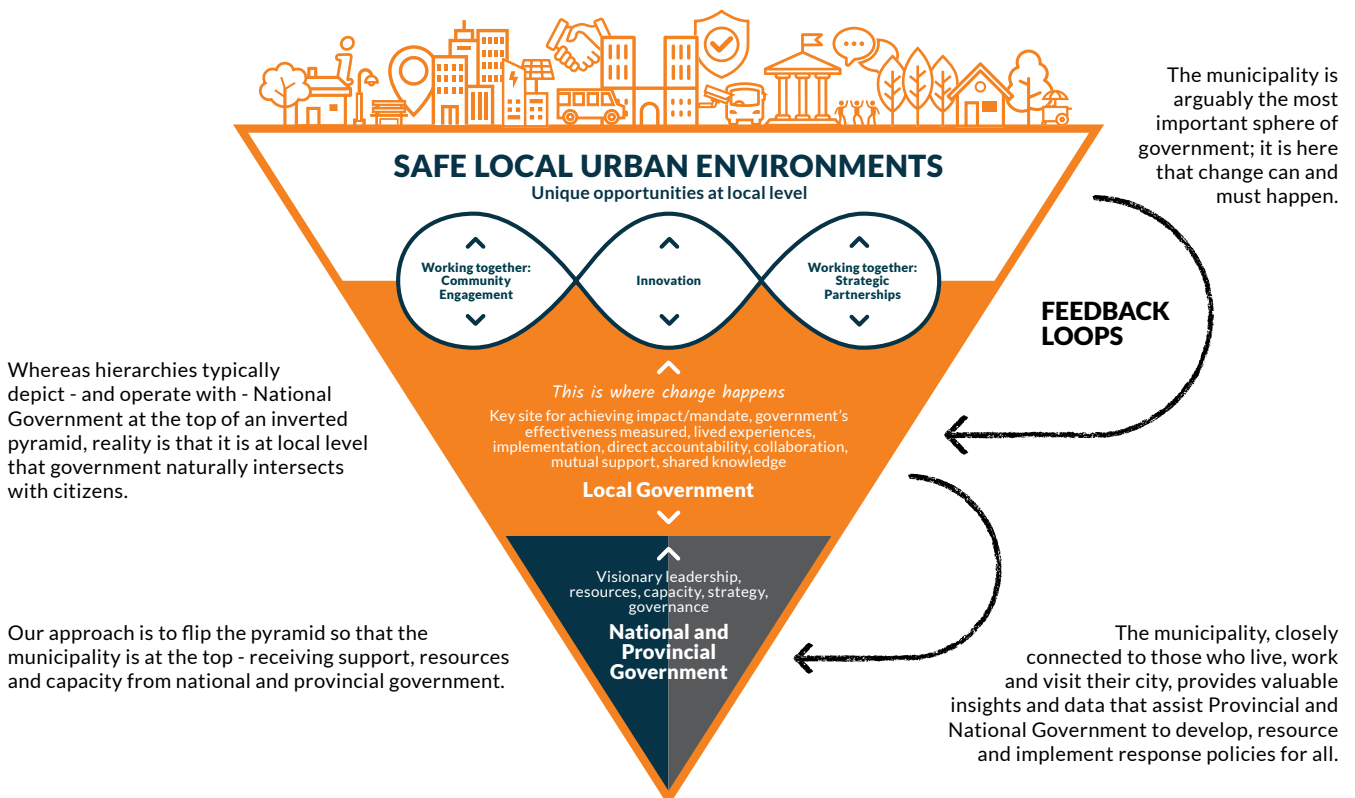 The municipality is
arguably the most
important sphere of
government; it is here
that change can and
must happen.
SAFE LOCAL URBAN ENVIRONMENTS
Unique opportunities at local level
Working together:
Community
Engagement
Innovation
Working together:
Strategic
Partnerships
FEEDBACK
LOOPS
Whereas hierarchies typically
depict - and operate with - National
Government at the top of an inverted
pyramid, reality is that it is at local level
that government naturally intersects
with citizens.
This is where change happens
Key site for achieving impact/mandate, government's
effectiveness measured, lived experiences,
implementation, direct accountability, collaboration,
mutual support, shared knowledge
Local Government
Visionary leadership,
resources, capacity, strategy,
governance
National and
Provincial
Government
Our approach is to flip the pyramid so that the
municipality is at the top - receiving support, resources
and capacity from national and provincial government.
The municipality, closely
connected to those who live, work
and visit their city, provides valuable
insights and data that assist Provincial and
National Government to develop, resource
and implement response policies for all.